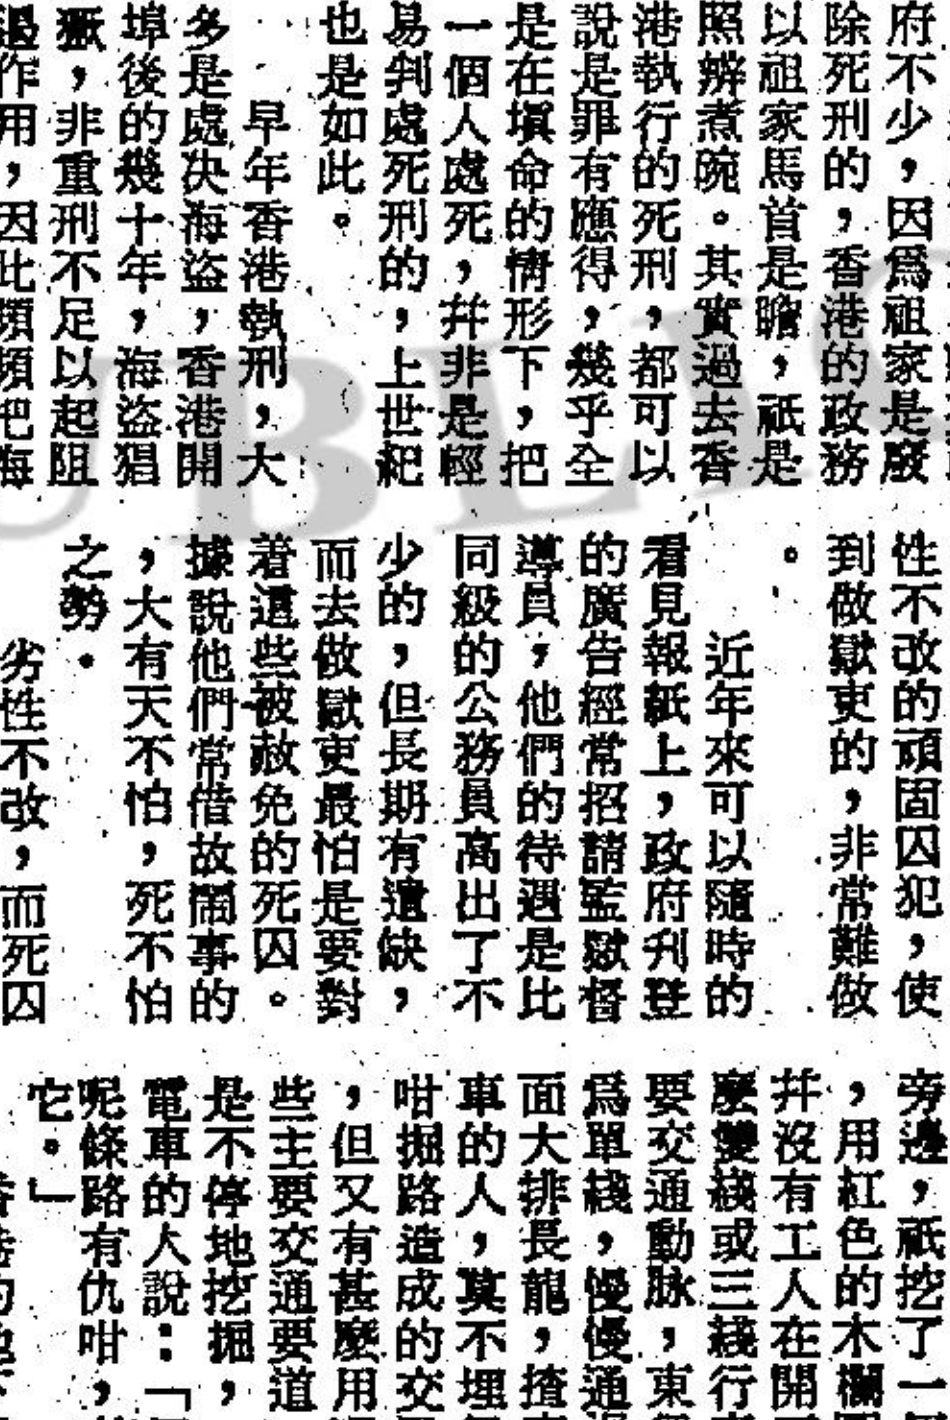 府不少，因爲祖家是廢
除死刑的，香港的政務
以祖家馬首是瞻，祇是
照辦煮碗。其實過去香
港執行的死刑，都可以
說是罪有應得，幾乎全
是在塡命的情形下，把
一個人處死，幷非是輕
易判處死刑的，上世紀
也是如此。
早年香港執刑，大
多是處决海盜，香港開
埠後的幾十年，海盜猖
獗，非重刑不足以起阻
遏作用，因此頻頻把海
性不改的頑固囚犯，使
到做獄吏的，非常難做
。
近年來可以隨時的
看見報紙上，政府刋登
的廣告經常招請監獄督
導員，他們的待遇是比
同級的公務員高出了不
少的，但長期有遺缺，
而去做獄吏最怕是要對
着這些被赦免的死囚。
據說他們常借故鬧事的
，大有天不怕，死不怕
之勢。
劣性不改，而死囚
旁邊，祇挖了一
，用紅色的木欄
幷沒有工人在開
麼雙綫或三綫行
要交通動脉，東
爲單綫，慢慢通
面大排長龍，揸
車的人，莫不埋
咁掘路造成的交
，但又有甚麼用
些主要交通要道
是不停地挖掘，
電車的人說：「
呢條路有仇咁，
它。」
香港的地下
PUBLIC